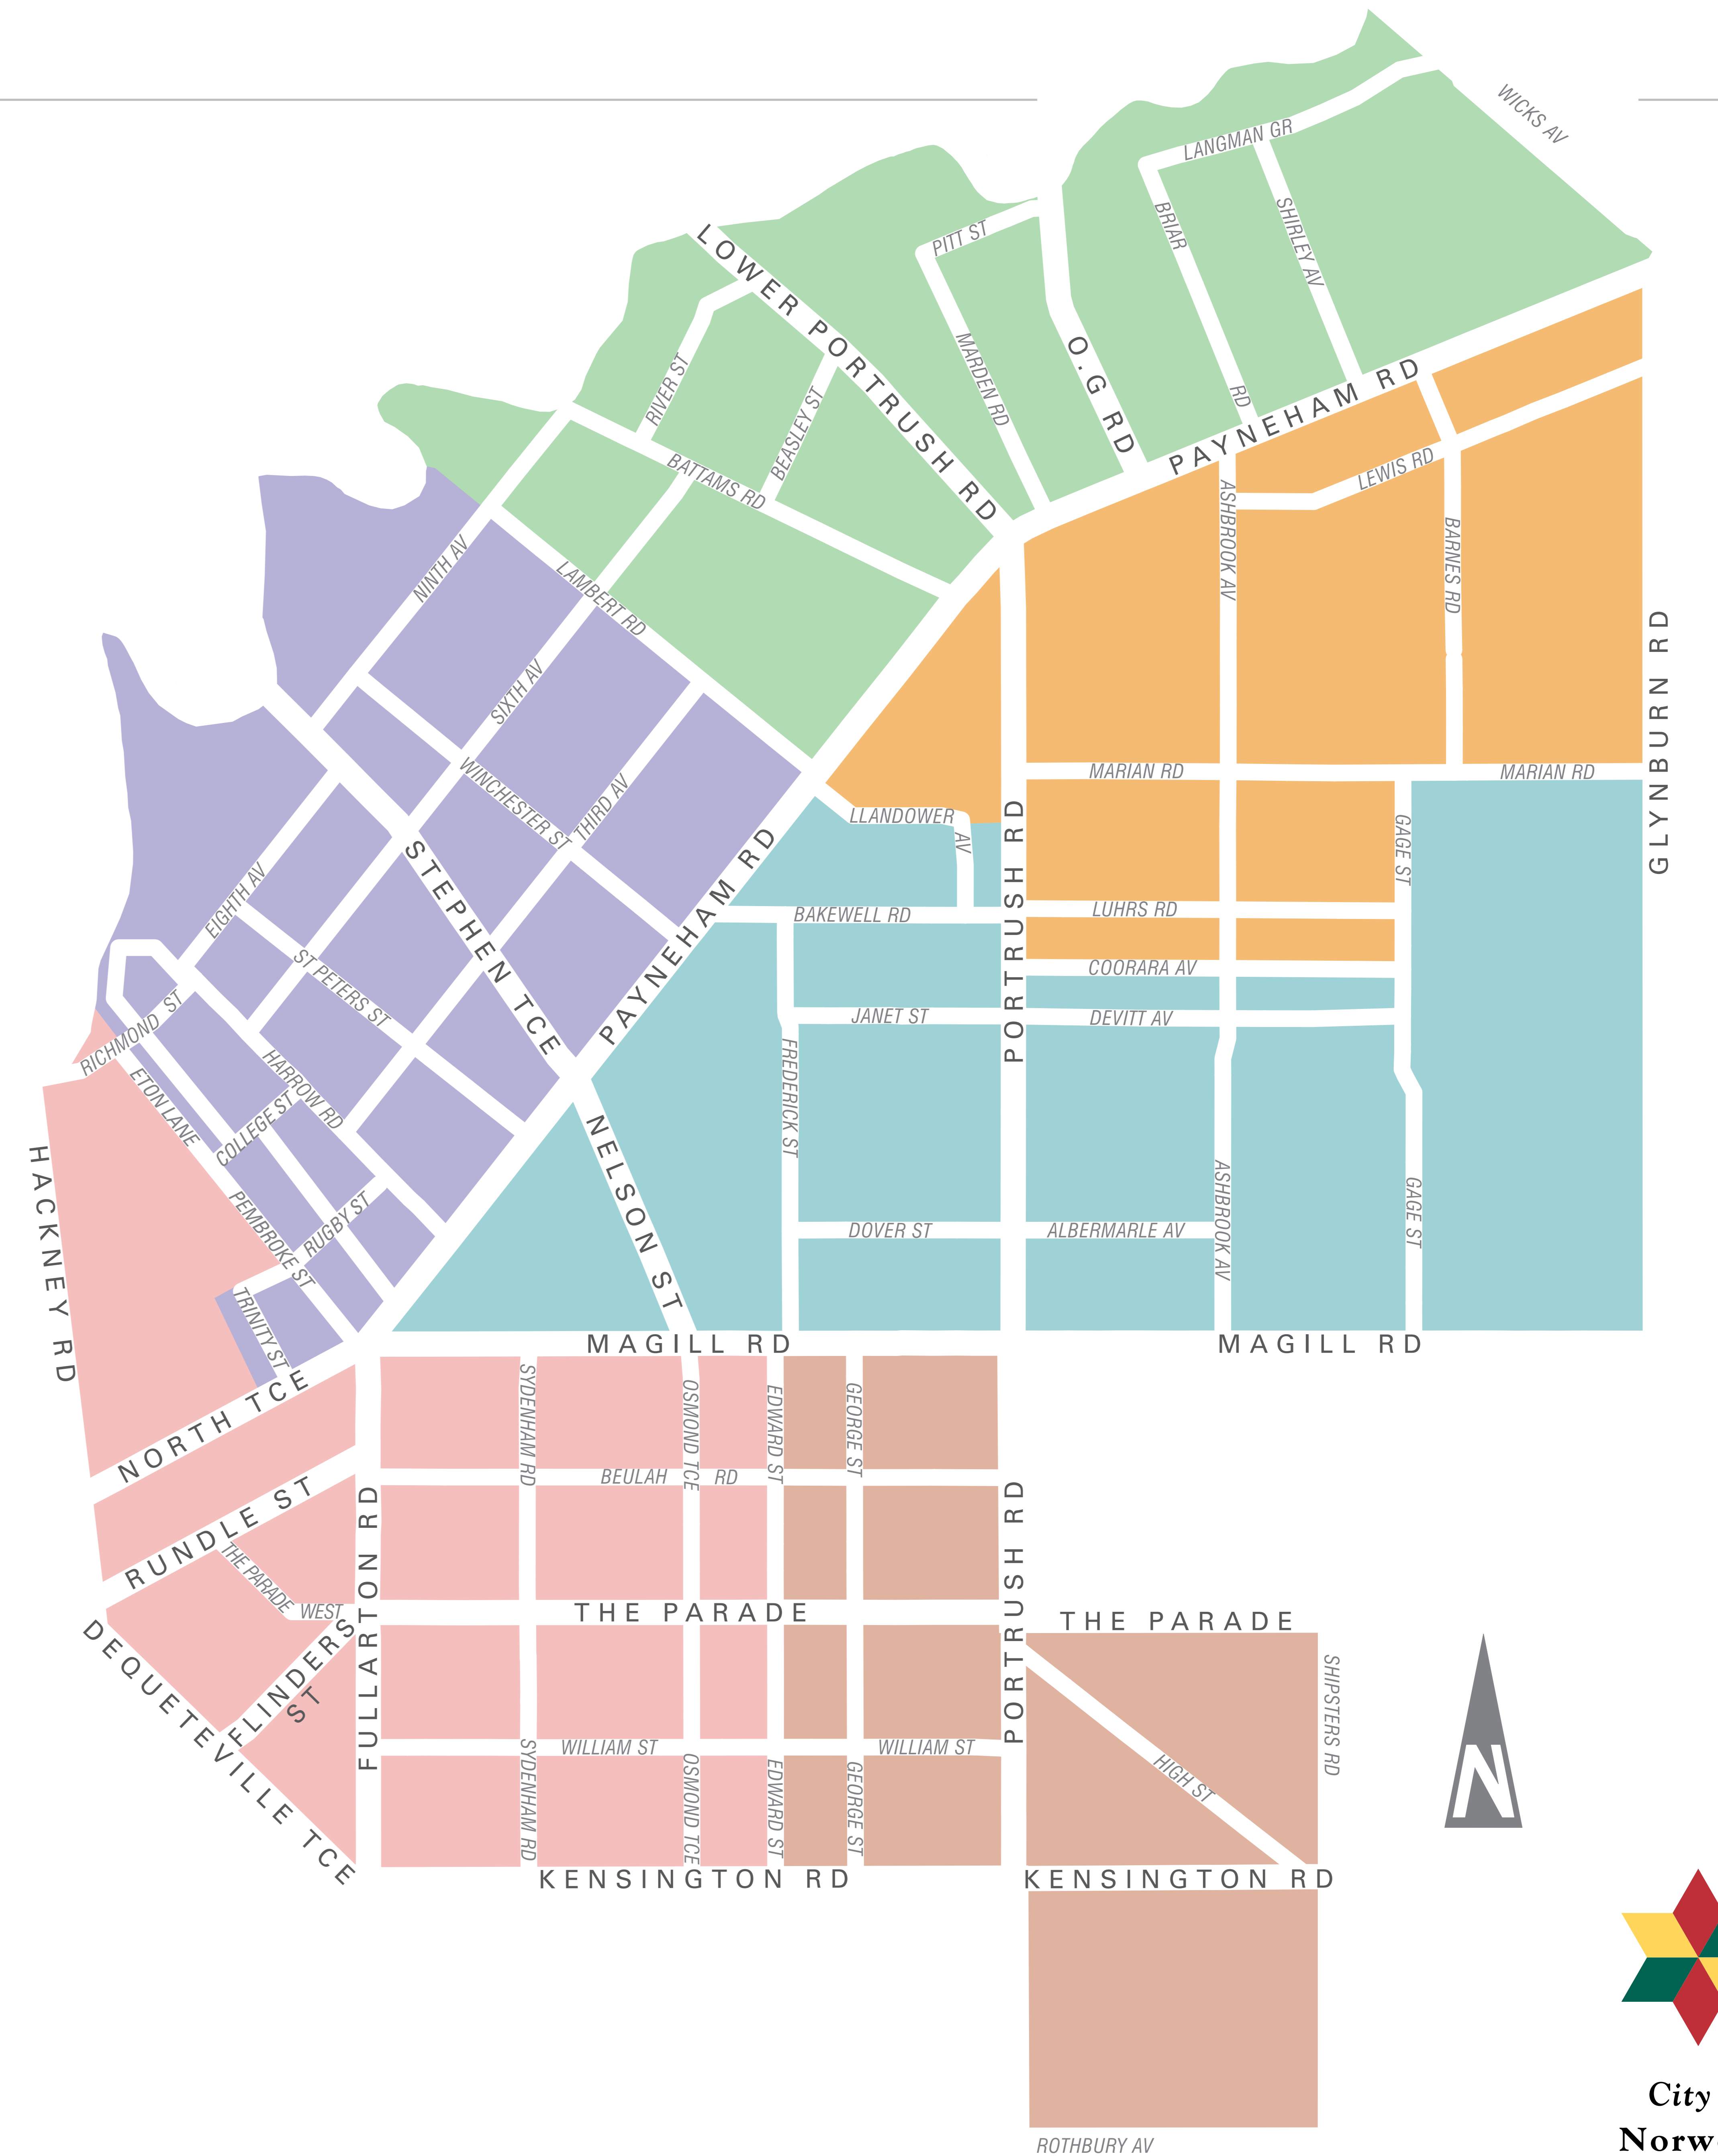 WICKS AV
LANGMAN GR
BRIAR
RD
SHIRLEY AV
PITT ST
LOWER PORTRUSH RD
MARDEN RD
O.G RD
PAYNEHAM RD
RIVER ST
BEASLEY ST
BATTAMS RD
LEWIS RD
ASHBROOK AV
BARNES RD
NINTH AV
LAMBERT RD
SIXTH AV
WINCHESTER ST
THIRD AV
GLYNBURN RD
MARIAN RD
MARIAN RD
LLANDOWER
AV
PORTRUSH RD
GAGE ST
STEPHEN TCE
PAYNEHAM RD
EIGHTH AV
BAKEWELL RD
LUHRS RD
ST PETERS ST
COORARA AV
RICHMOND ST
JANET ST
DEVITT AV
HARROW RD
ETON LANE
COLLEGE ST
FREDERICK ST
NELSON ST
HACKNEY RD
PEMBROKE ST
RUGBY ST
DOVER ST
ALBERMARLE AV
ASHBROOK AV
GAGE ST
TRINITY ST
MAGILL RD
MAGILL RD
NORTH TCE
SYDENHAM RD
OSMOND TCE
EDWARD ST
GEORGE ST
BEULAH RD
RUNDLE ST
FULLARTON RD
PORTRUSH RD
THE PARADE
WEST
THE PARADE
THE PARADE
FLINDERS
ST
DEQUETEVILLE TCE
SHIPSTERS RD
WILLIAM ST
WILLIAM ST
SYDENHAM RD
OSMOND TCE
EDWARD ST
GEORGE ST
HIGH ST
N
KENSINGTON RD
KENSINGTON RD
City
Norw
ROTHBURY AV